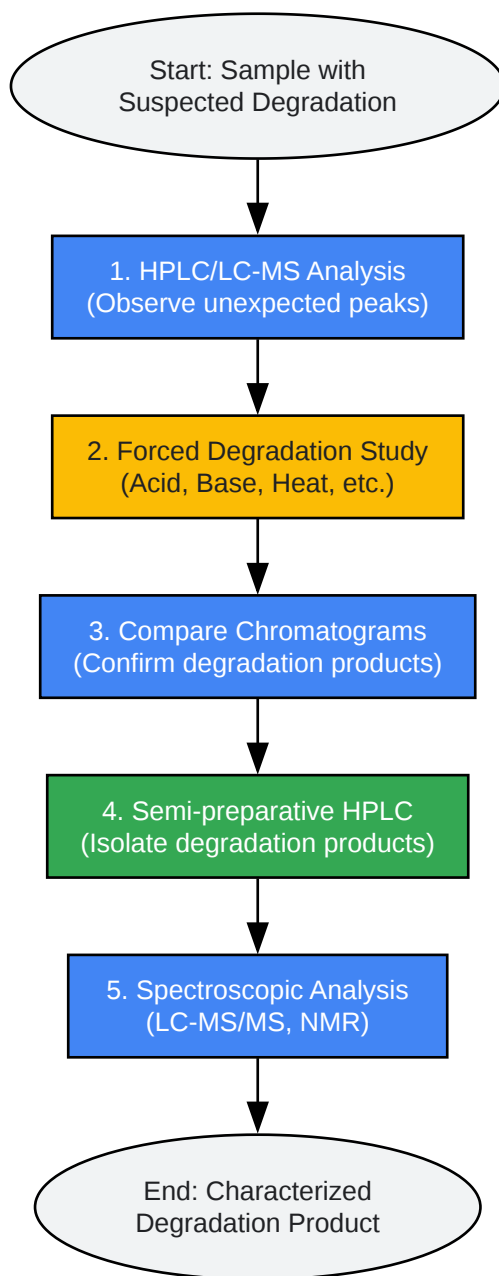 Start: Sample with
Suspected Degradation
1. HPLC/LC-MS Analysis
(Observe unexpected peaks)
2. Forced Degradation Study
(Acid, Base, Heat, etc.)
3. Compare Chromatograms
(Confirm degradation products)
4. Semi-preparative HPLC
(Isolate degradation products)
5. Spectroscopic Analysis
(LC-MS/MS, NMR)
End: Characterized
Degradation Product